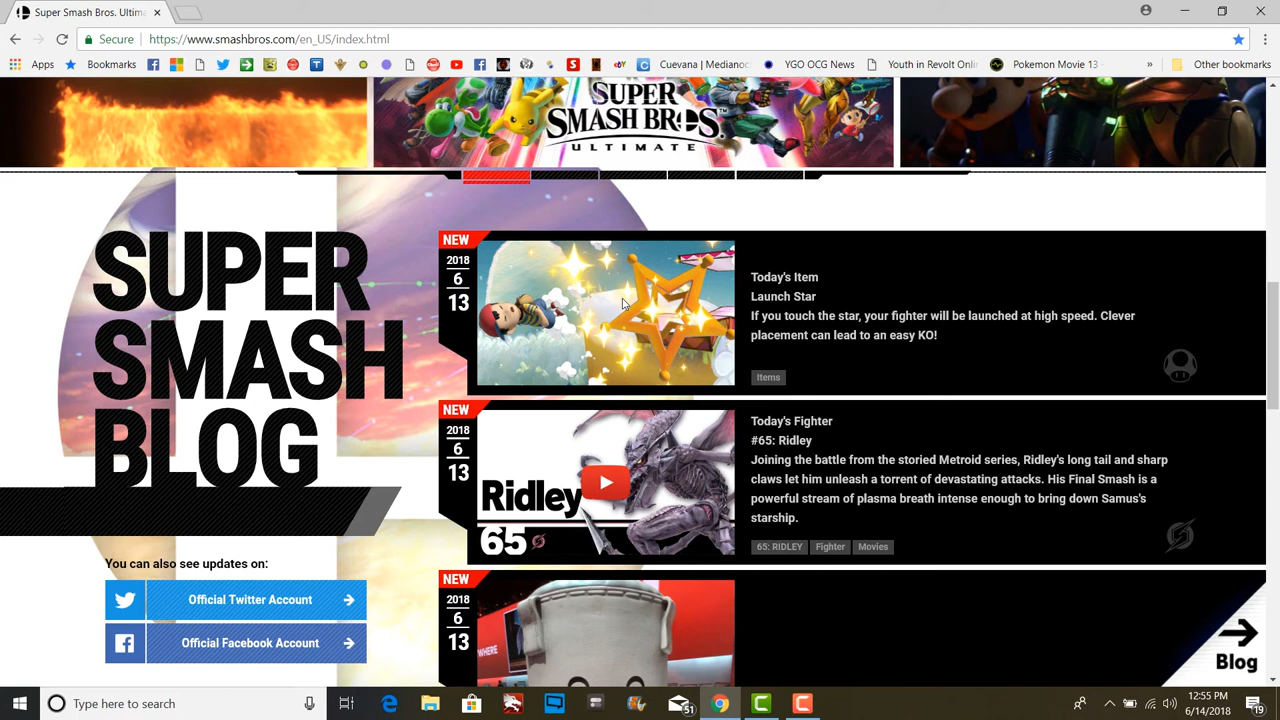 Super Smash Bros. Ultima
Secure
https://www.smashbros.com/en_US/index.html
Apps
Bookmarks
Cuevana | Medianoc
YGO OCG News
Youth in Revolt Onli
Pokemon Movie 13 -
»
Other bookmarks
SUPER
SMASH BROS.
ULTIMATE
SUPER
SMASH
BLOG
You can also see updates on:
Official Twitter Account
Official Facebook Account
NEW
2018
6
13
Today's Item
Launch Star
If you touch the star, your fighter will be launched at high speed. Clever
placement can lead to an easy KO!
Items
NEW
2018
6
13
Ridley
65
Today's Fighter
#65: Ridley
Joining the battle from the storied Metroid series, Ridley's long tail and sharp
claws let him unleash a torrent of devastating attacks. His Final Smash is a
powerful stream of plasma breath intense enough to bring down Samus's
starship.
65: RIDLEY
Fighter
Movies
NEW
2018
6
13
WHERE
Blog
Type here to search
51
12:55 PM
6/14/2018
19